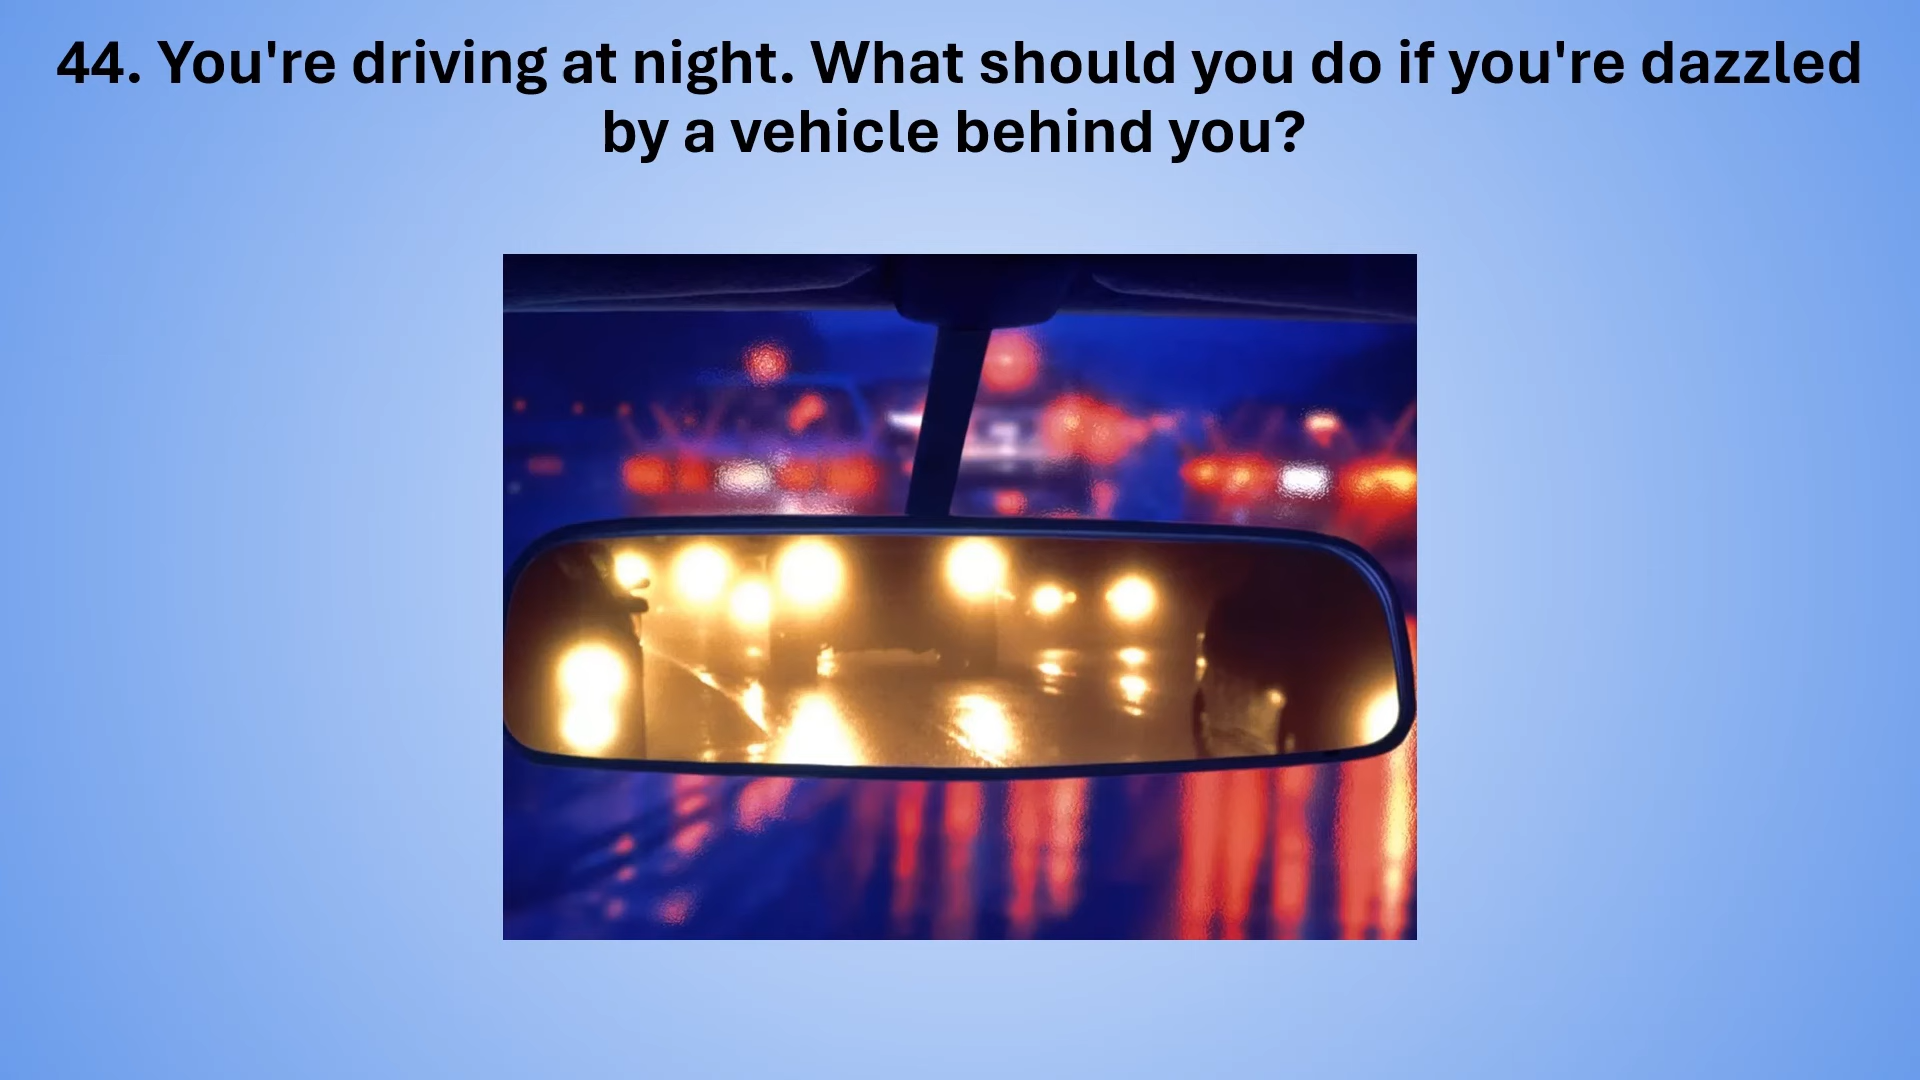 44. You're driving at night. What should you do if you're dazzled
by a vehicle behind you?